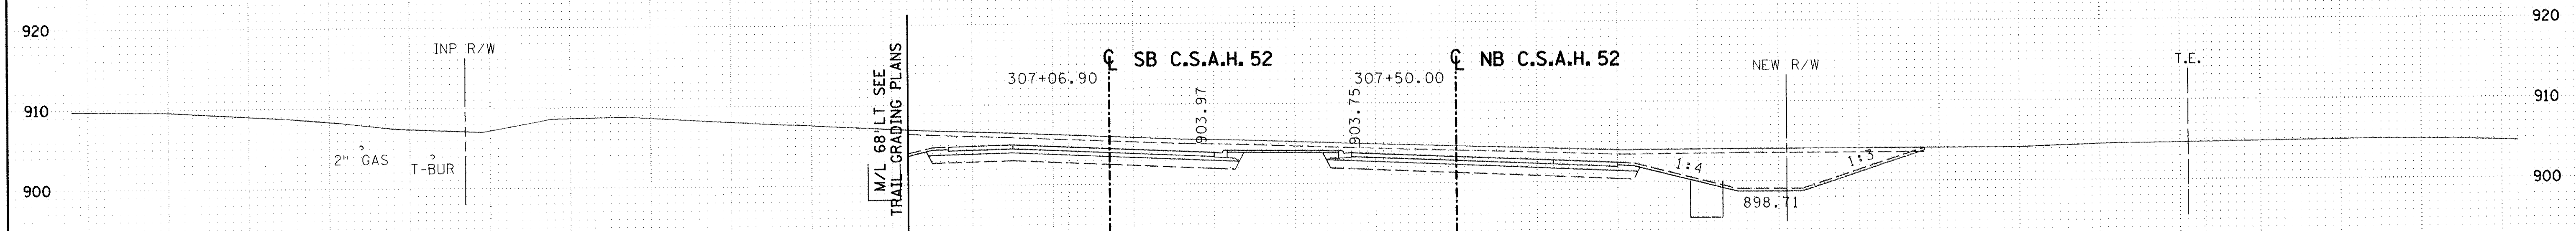 920
910
900
INP R/W
2" GAS
T-BUR
M/L 68' LT SEE
TRAIL GRADING PLANS
℄ SB C.S.A.H. 52
307+06.90
903.97
903.75
℄ NB C.S.A.H. 52
307+50.00
NEW R/W
1:4
898.71
1:3
T.E.
920
910
900